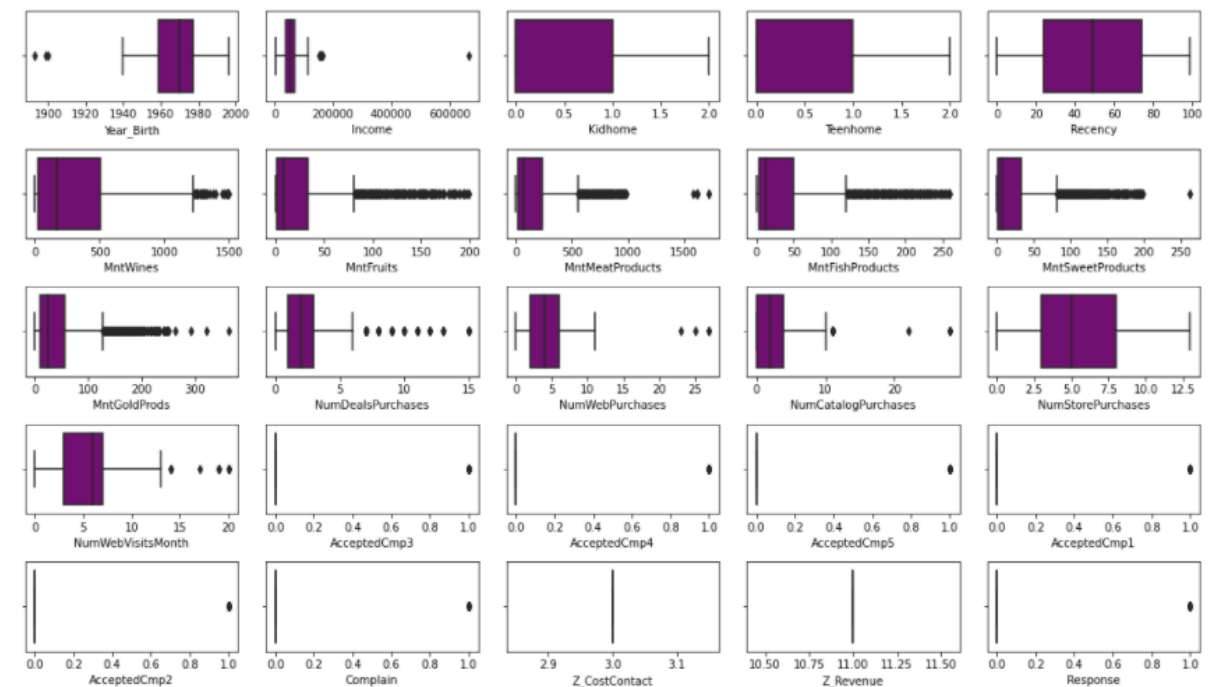 1900 1920 1940 1960 1980 2000
Year_Birth
0 200000 400000 600000
Income
0.0 0.5 1.0 1.5 2.0
Kidhome
0.0 0.5 1.0 1.5 2.0
Teenhome
0 20 40 60 80 100
Recency
0 500 1000 1500
MntWines
0 50 100 150 200
MntFruits
0 500 1000 1500
MntMeatProducts
0 50 100 150 200 250
MntFishProducts
0 50 100 150 200 250
MntSweetProducts
0 100 200 300
MntGoldProds
0 5 10 15
NumDealsPurchases
0 5 10 15 20 25
NumWebPurchases
0 10 20
NumCatalogPurchases
0.0 2.5 5.0 7.5 10.0 12.5
NumStorePurchases
0 5 10 15 20
NumWebVisitsMonth
0.0 0.2 0.4 0.6 0.8 1.0
AcceptedCmp3
0.0 0.2 0.4 0.6 0.8 1.0
AcceptedCmp4
0.0 0.2 0.4 0.6 0.8 1.0
AcceptedCmp5
0.0 0.2 0.4 0.6 0.8 1.0
AcceptedCmp1
0.0 0.2 0.4 0.6 0.8 1.0
AcceptedCmp2
0.0 0.2 0.4 0.6 0.8 1.0
Complain
2.9 3.0 3.1
Z_CostContact
10.50 10.75 11.00 11.25 11.50
Z_Revenue
0.0 0.2 0.4 0.6 0.8 1.0
Response